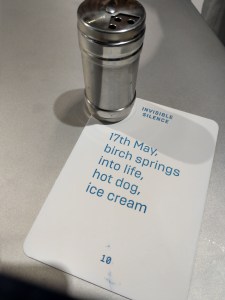 INVISIBLE
SILENCE
17th May,
birch springs
into life,
hot dog,
ice cream
10